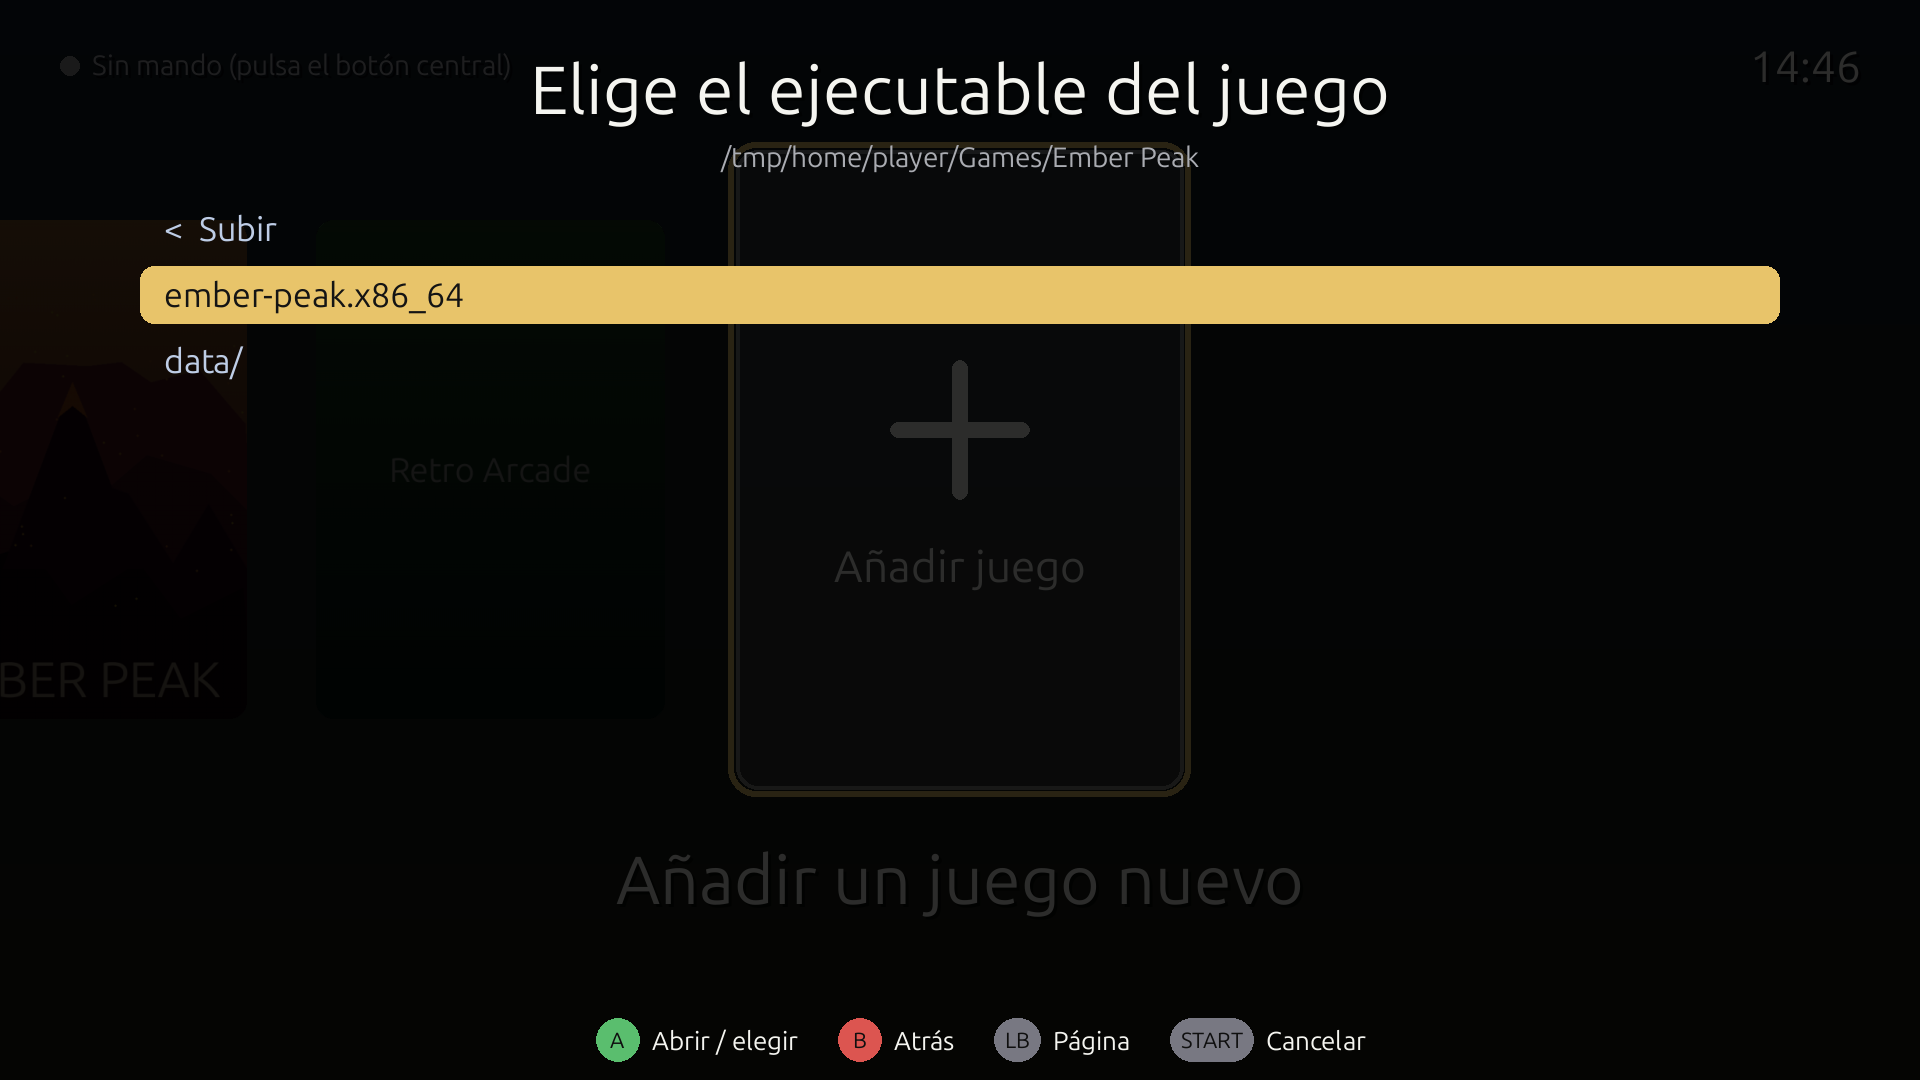 Sin mando (pulsa el botón central)
14:46
Elige el ejecutable del juego
/tmp/home/player/Games/Ember Peak
< Subir
ember-peak.x86_64
data/
Retro Arcade
Añadir juego
BER PEAK
Añadir un juego nuevo
A Abrir / elegir B Atrás LB Página START Cancelar